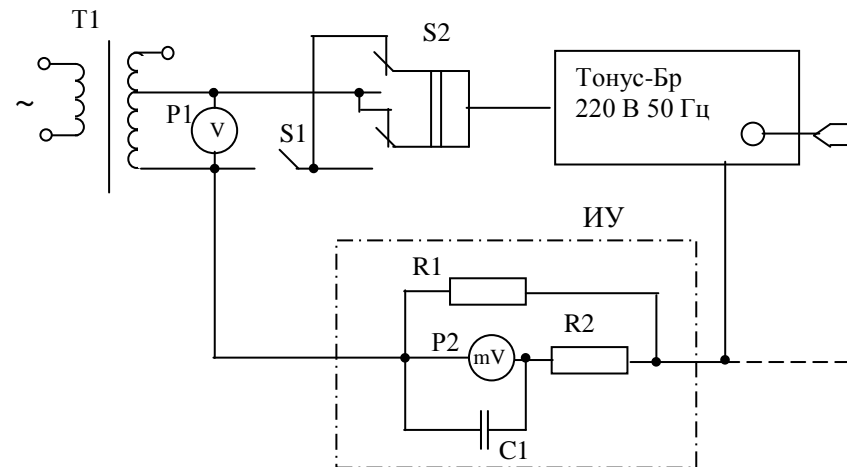 T1
S2
Тонус-Бр
220 В 50 Гц
~
P1
V
S1
ИУ
R1
P2
mV
R2
C1